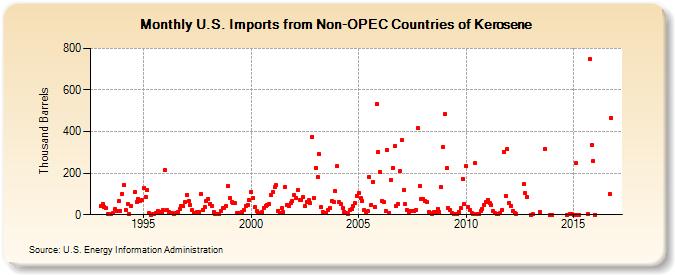 Monthly U.S. Imports from Non-OPEC Countries of Kerosene
Thousand Barrels
800
600
400
200
0
1995 2000 2005 2010 2015
Source: U.S. Energy Information Administration